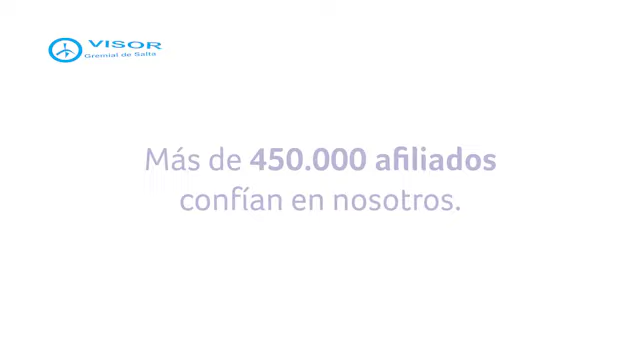 VISOR
Gremial de Salta
Más de 450.000 afiliados
confían en nosotros.